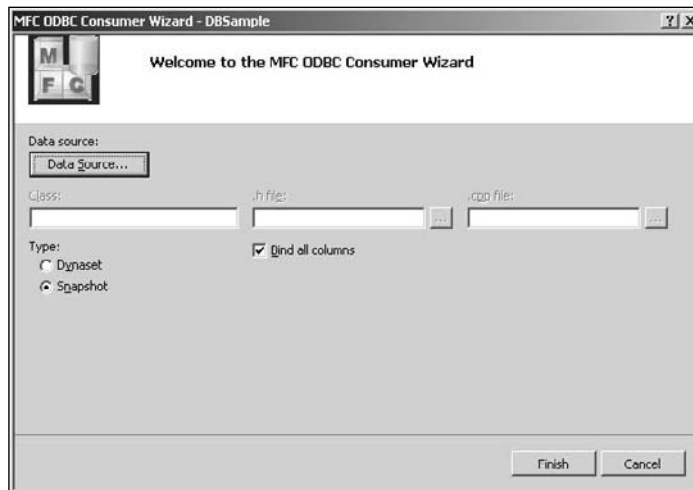 MFC ODBC Consumer Wizard - DBSample
M
F C
Welcome to the MFC ODBC Consumer Wizard
Data source:
Data Source...
Class: .h file: .cpp file:
... ...
Type:
Bind all columns
Dynaset
Snapshot
Finish Cancel